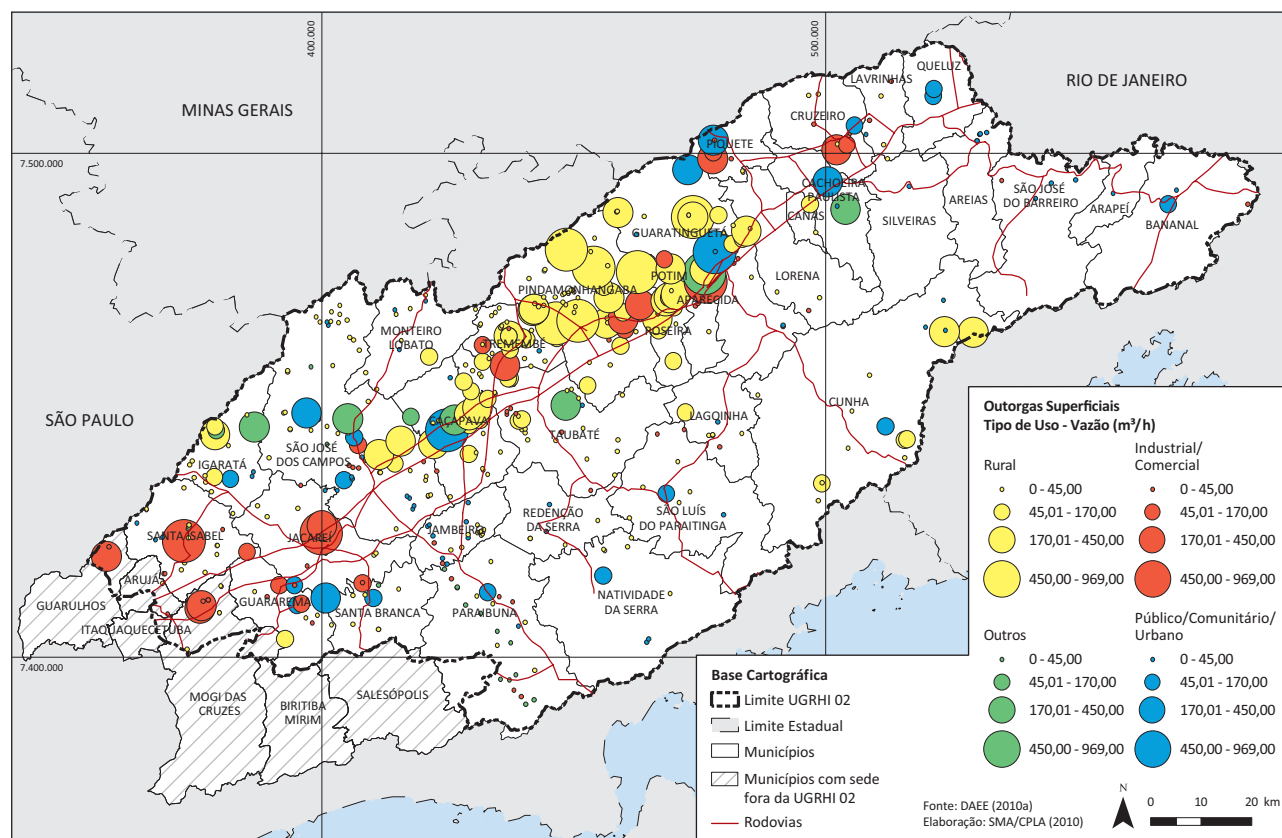 400.000
500.000
7.500.000
7.400.000
MINAS GERAIS
RIO DE JANEIRO
SÃO PAULO
QUELUZ
LAVRINHAS
CRUZEIRO
PIQUETE
CACHOEIRA
PAULISTA
CANAS
SILVEIRAS
AREIAS
SÃO JOSÉ
DO BARREIRO
ARAPEÍ
BANANAL
GUARATINGUETÁ
LORENA
POTIM
PINDAMONHANGABA
APARECIDA
ROSEIRA
MONTEIRO
LOBATO
TREMEMBÉ
CUNHA
LAGOINHA
TAUBATÉ
CAÇAPAVA
SÃO JOSÉ
DOS CAMPOS
IGARATÁ
SÃO LUÍS
DO PARAITINGA
REDENÇÃO
DA SERRA
JAMBEIRO
JACAREÍ
SANTA ISABEL
ARUJÁ
GUARULHOS
ITAQUAQUECETUBA
GUARAREMA
SANTA BRANCA
PARAIBUNA
NATIVIDADE
DA SERRA
MOGI DAS
CRUZES
BIRITIBA
MIRIM
SALESÓPOLIS
Outorgas Superficiais
Tipo de Uso - Vazão (m³/h)
Rural
0 - 45,00
45,01 - 170,00
170,01 - 450,00
450,00 - 969,00
Industrial/
Comercial
0 - 45,00
45,01 - 170,00
170,01 - 450,00
450,00 - 969,00
Outros
0 - 45,00
45,01 - 170,00
170,01 - 450,00
450,00 - 969,00
Público/Comunitário/
Urbano
0 - 45,00
45,01 - 170,00
170,01 - 450,00
450,00 - 969,00
Base Cartográfica
Limite UGRHI 02
Limite Estadual
Municípios
Municípios com sede
fora da UGRHI 02
Rodovias
Fonte: DAEE (2010a)
Elaboração: SMA/CPLA (2010)
N
0 10 20 km